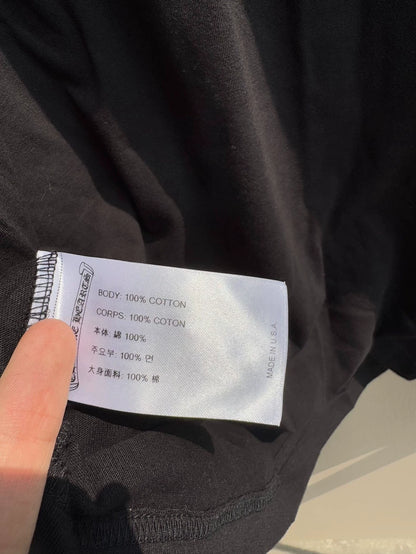 BODY: 100% COTTON
CORPS: 100% COTON
本体: 綿 100%
주요부: 100% 면
大身面料: 100% 棉
MADE IN U.S.A